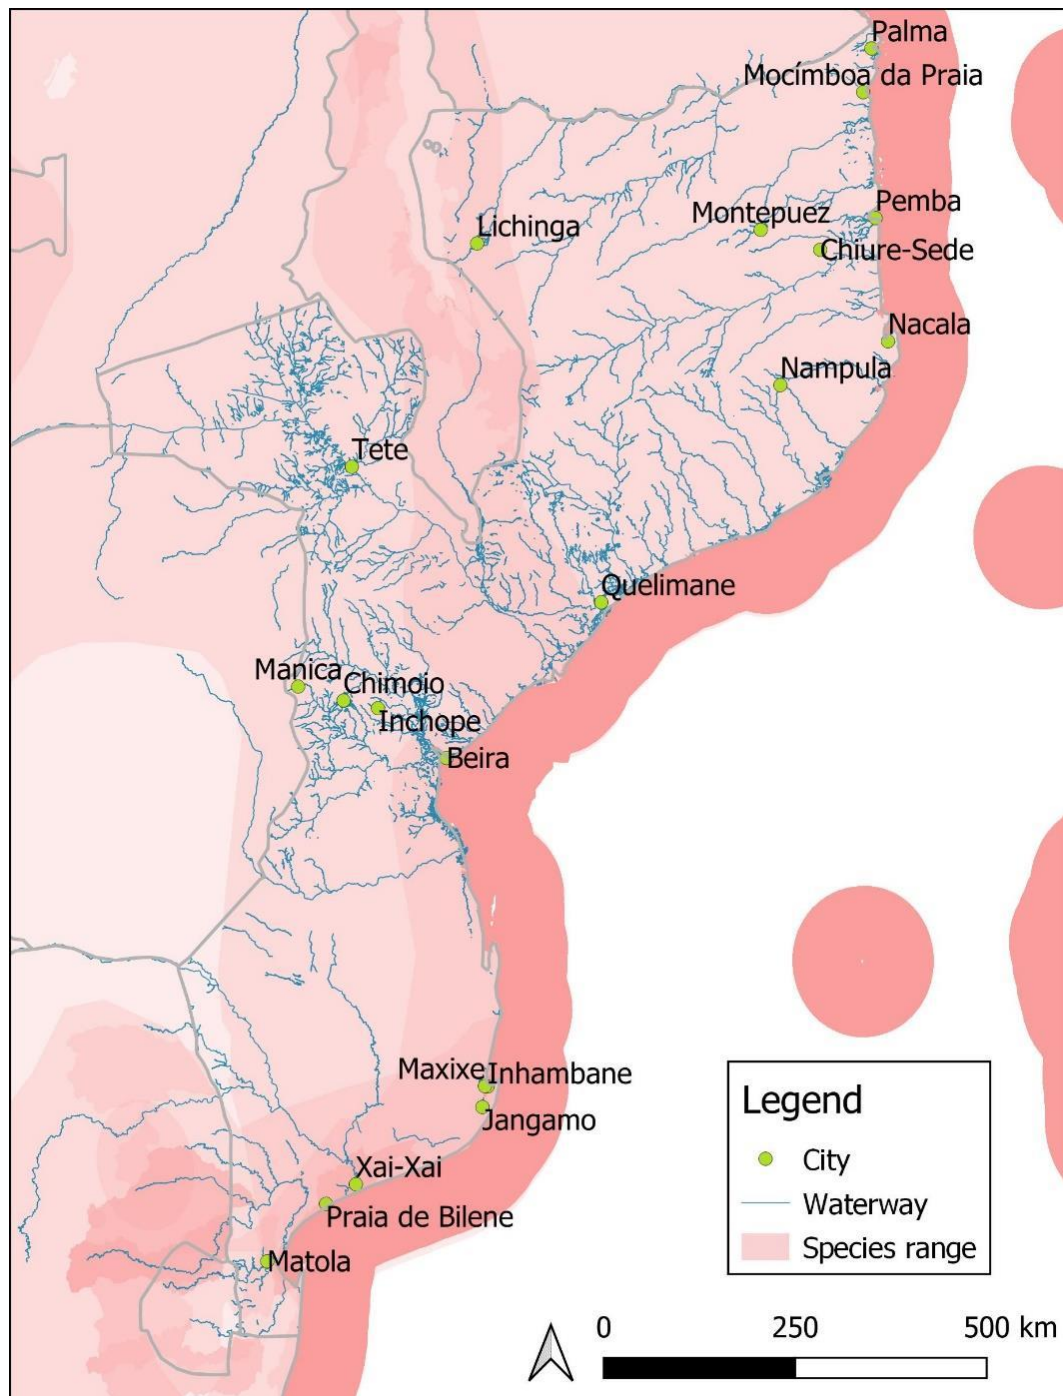 Palma
Mocímboa da Praia
Pemba
Montepuez
Lichinga
Chiure-Sede
Nacala
Nampula
Tete
Quelimane
Manica
Chimoio
Inchope
Beira
Maxixe
Inhambane
Jangamo
Xai-Xai
Praia de Bilene
Matola
Legend
City
Waterway
Species range
0 250 500 km